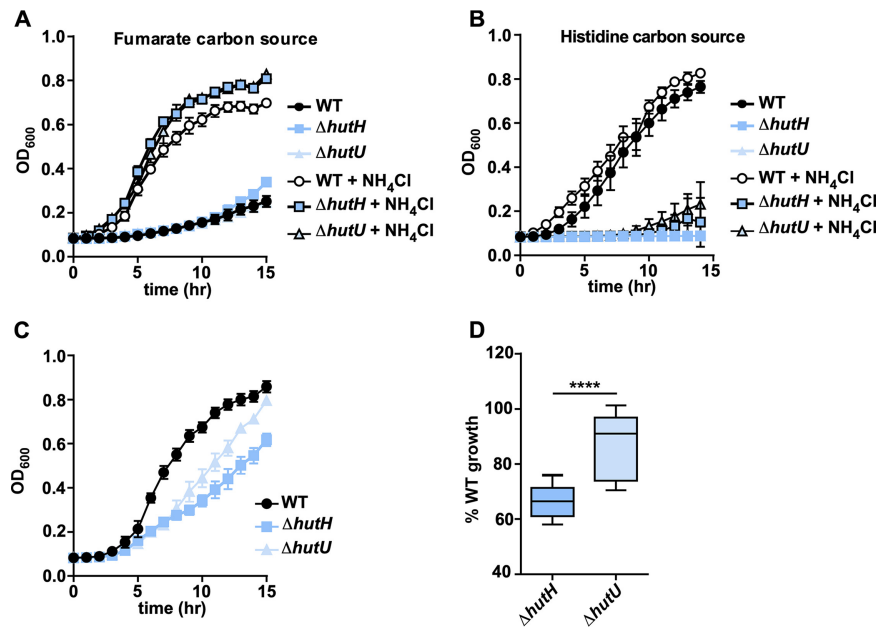 A
Fumarate carbon source
OD600
1.0
0.8
0.6
0.4
0.2
0.0
0 5 10 15
time (hr)
WT
ΔhutH
ΔhutU
WT + NH4Cl
ΔhutH + NH4Cl
ΔhutU + NH4Cl
B
Histidine carbon source
OD600
1.0
0.8
0.6
0.4
0.2
0.0
0 5 10 15
time (hr)
WT
ΔhutH
ΔhutU
WT + NH4Cl
ΔhutH + NH4Cl
ΔhutU + NH4Cl
C
OD600
1.0
0.8
0.6
0.4
0.2
0.0
0 5 10 15
time (hr)
WT
ΔhutH
ΔhutU
D
% WT growth
120
100
80
60
40
****
ΔhutH
ΔhutU